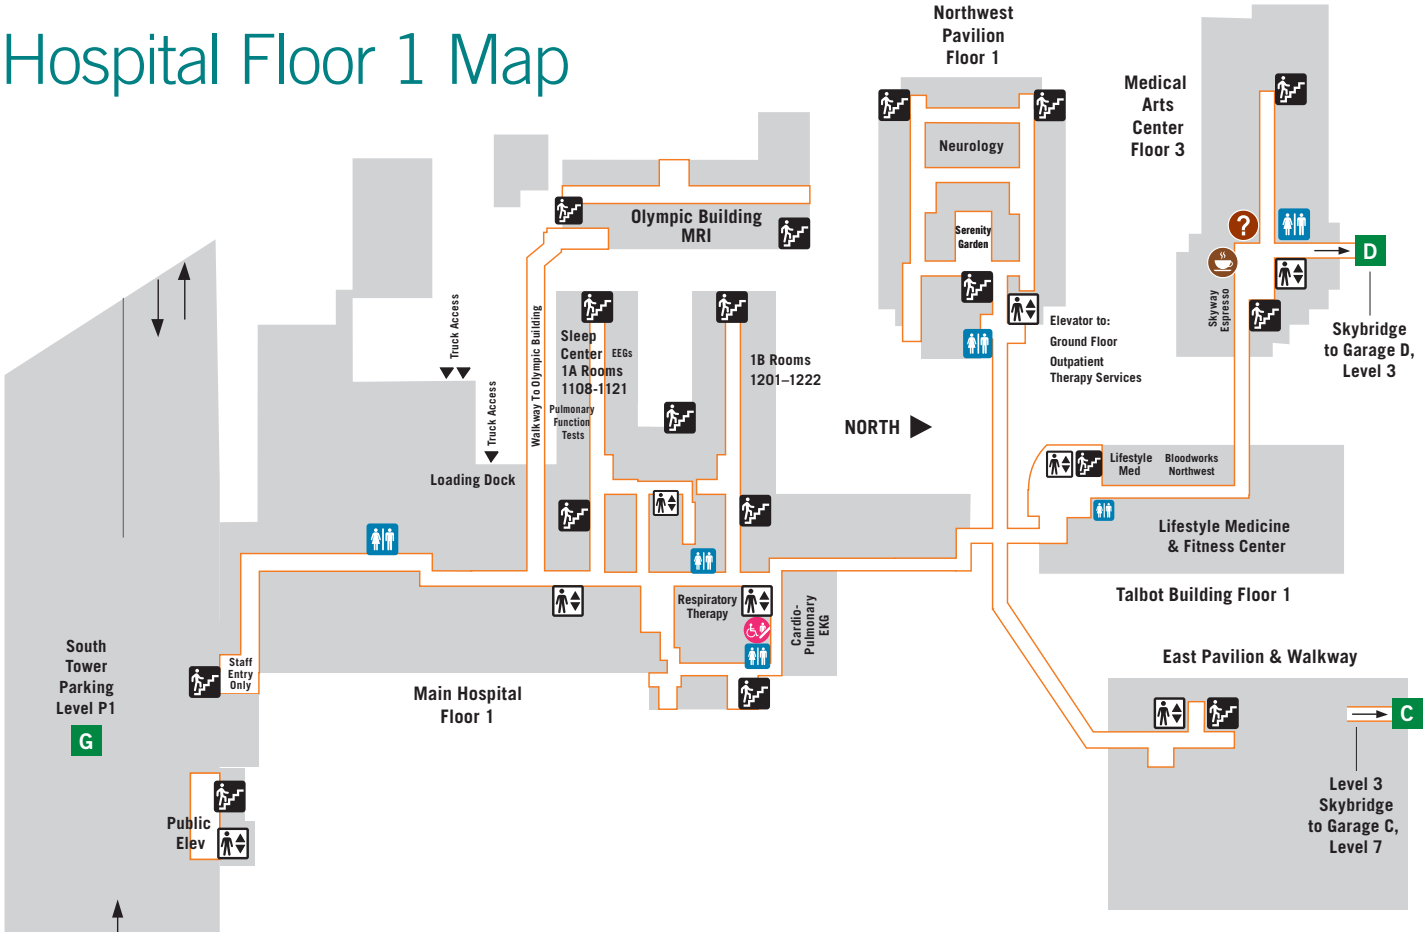 Hospital Floor 1 Map
Northwest
Pavilion
Floor 1
Medical
Arts
Center
Floor 3
Neurology
Serenity
Garden
Olympic Building
MRI
?
D
Skyway
Espresso
Skybridge
to Garage D,
Level 3
Elevator to:
Ground Floor
Outpatient
Therapy Services
Truck Access
Truck Access
Walkway To Olympic Building
Sleep
Center
1A Rooms
1108-1121
EEGs
Pulmonary
Function
Tests
1B Rooms
1201–1222
NORTH
Loading Dock
Lifestyle
Med
Bloodworks
Northwest
Lifestyle Medicine
& Fitness Center
Talbot Building Floor 1
Respiratory
Therapy
Cardio-
Pulmonary
EKG
South
Tower
Parking
Level P1
G
Staff
Entry
Only
Main Hospital
Floor 1
East Pavilion & Walkway
C
Level 3
Skybridge
to Garage C,
Level 7
Public
Elev